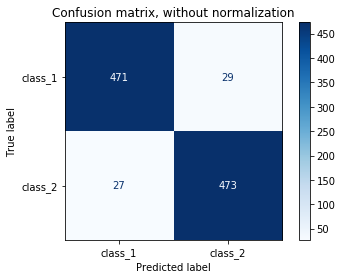 Confusion matrix, without normalization
class_1
471
29
class_2
27
473
True label
class_1
class_2
Predicted label
450
400
350
300
250
200
150
100
50